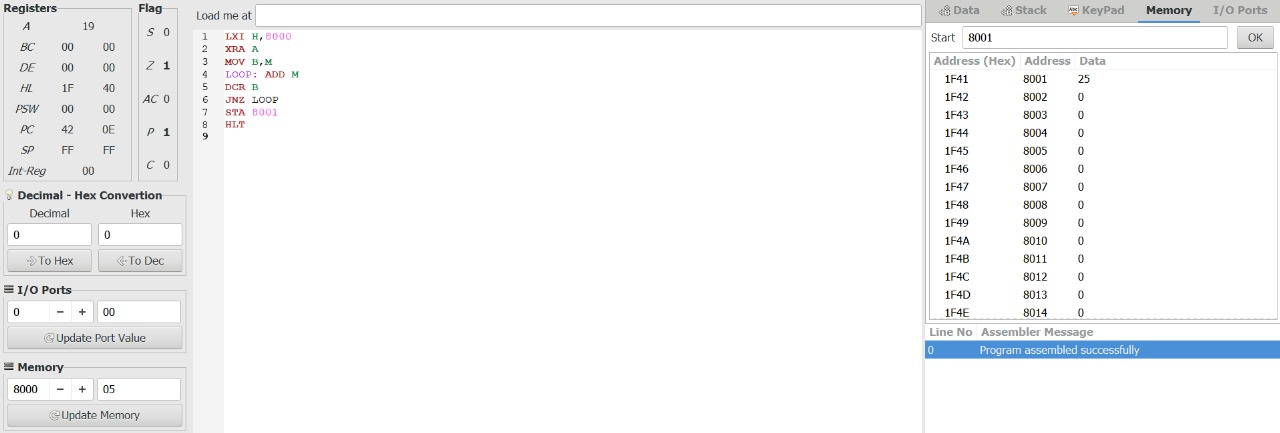 Registers
A 19
BC 00 00
DE 00 00
HL 1F 40
PSW 00 00
PC 42 0E
SP FF FF
Int-Reg 00
Flag
S 0
Z 1
AC 0
P 1
C 0
Decimal - Hex Convertion
Decimal Hex
0 0
To Hex To Dec
I/O Ports
0 − + 00
Update Port Value
Memory
8000 − + 05
Update Memory
Load me at
1 LXI H,8000
2 XRA A
3 MOV B,M
4 LOOP: ADD M
5 DCR B
6 JNZ LOOP
7 STA 8001
8 HLT
9
Data Stack KeyPad Memory I/O Ports
Start 8001 OK
Address (Hex) Address Data
1F41 8001 25
1F42 8002 0
1F43 8003 0
1F44 8004 0
1F45 8005 0
1F46 8006 0
1F47 8007 0
1F48 8008 0
1F49 8009 0
1F4A 8010 0
1F4B 8011 0
1F4C 8012 0
1F4D 8013 0
1F4E 8014 0
Line No Assembler Message
0 Program assembled successfully